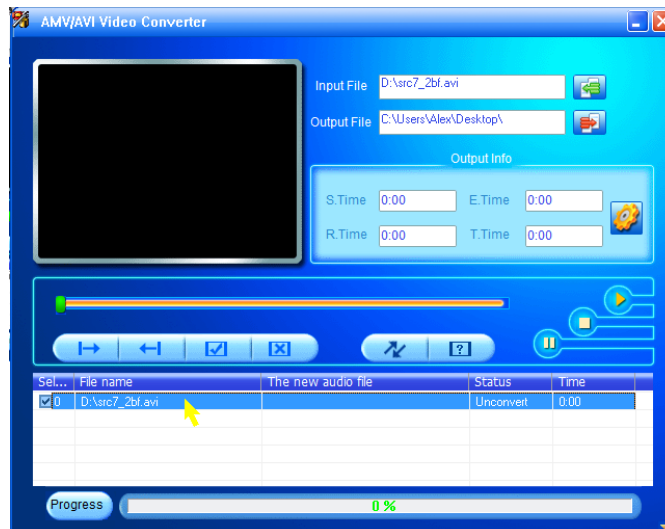 AMV/AVI Video Converter
Input File D:\src7_2bf.avi
Output File C:\Users\Alex\Desktop\
Output Info
S.Time 0:00 E.Time 0:00
R.Time 0:00 T.Time 0:00
Sel... File name The new audio file Status Time
0 D:\src7_2bf.avi Unconvert 0:00
Progress 0 %